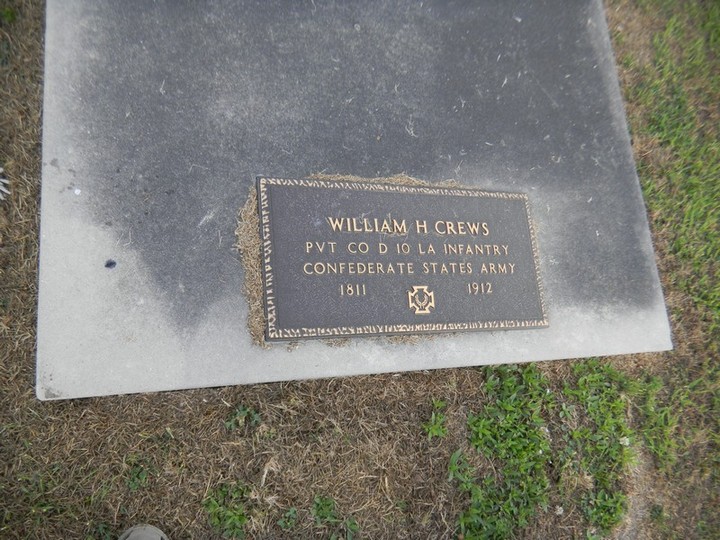 WILLIAM H CREWS
PVT CO D 10 LA INFANTRY
CONFEDERATE STATES ARMY
1811 1912